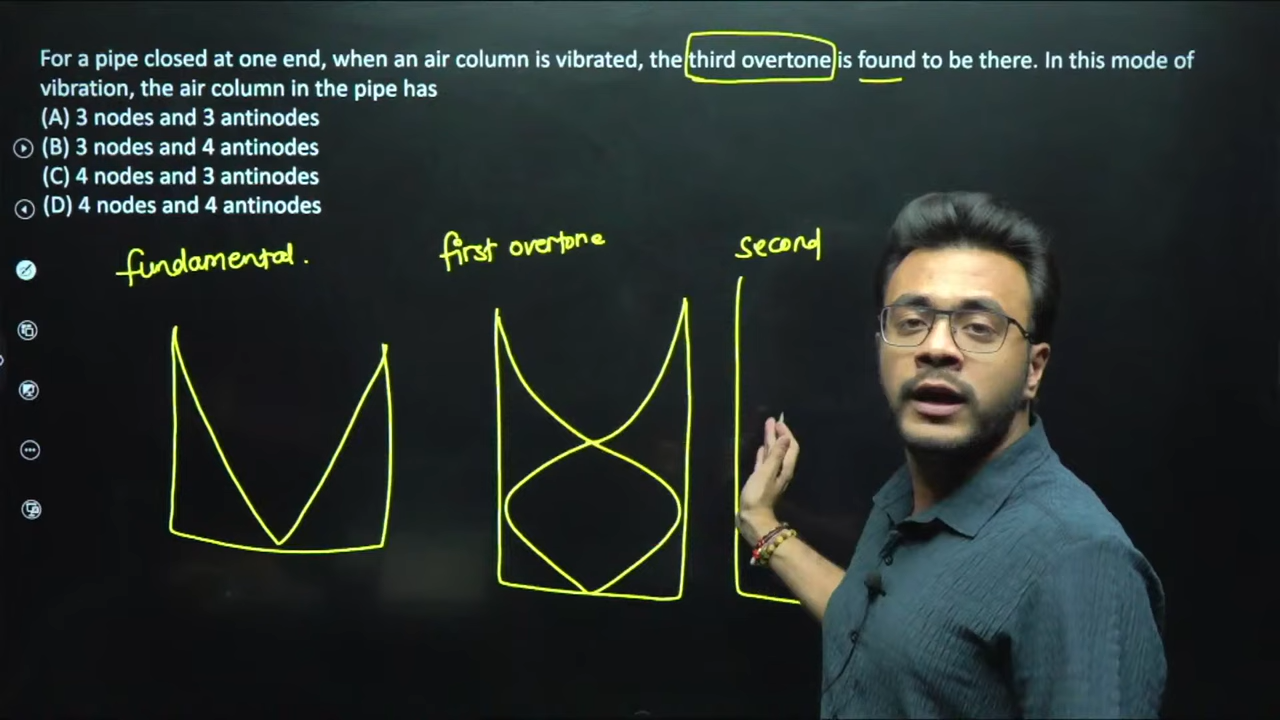 For a pipe closed at one end, when an air column is vibrated, the third overtone is found to be there. In this mode of
vibration, the air column in the pipe has
(A) 3 nodes and 3 antinodes
(B) 3 nodes and 4 antinodes
(C) 4 nodes and 3 antinodes
(D) 4 nodes and 4 antinodes
fundamental.
first overtone
second